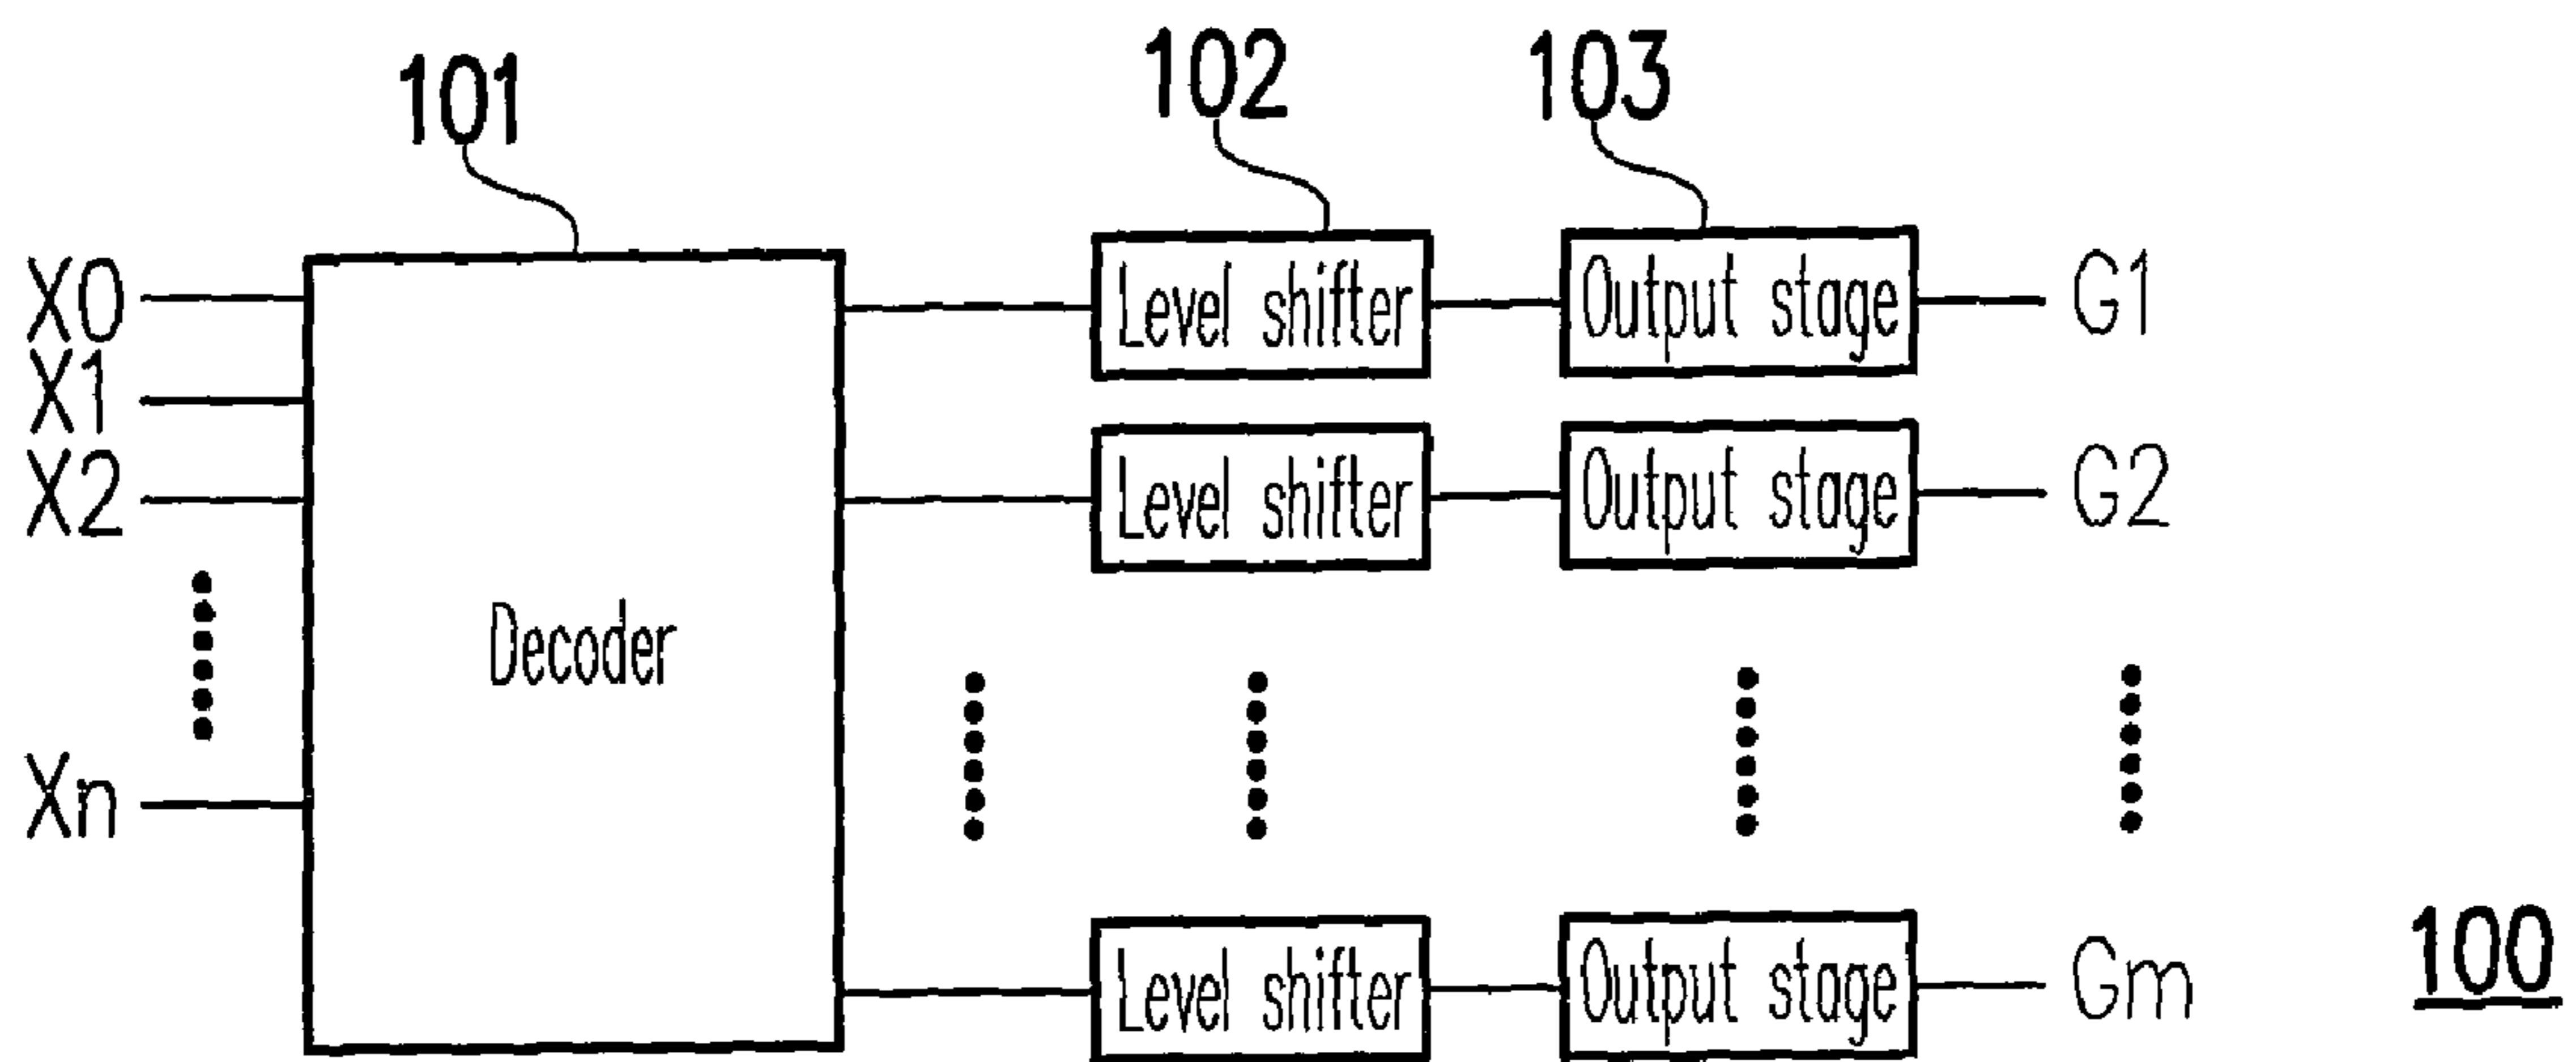 101 102 103
X0 Level shifter Output stage G1
X1
X2 Level shifter Output stage G2
Decoder
Xn
Level shifter Output stage Gm
100